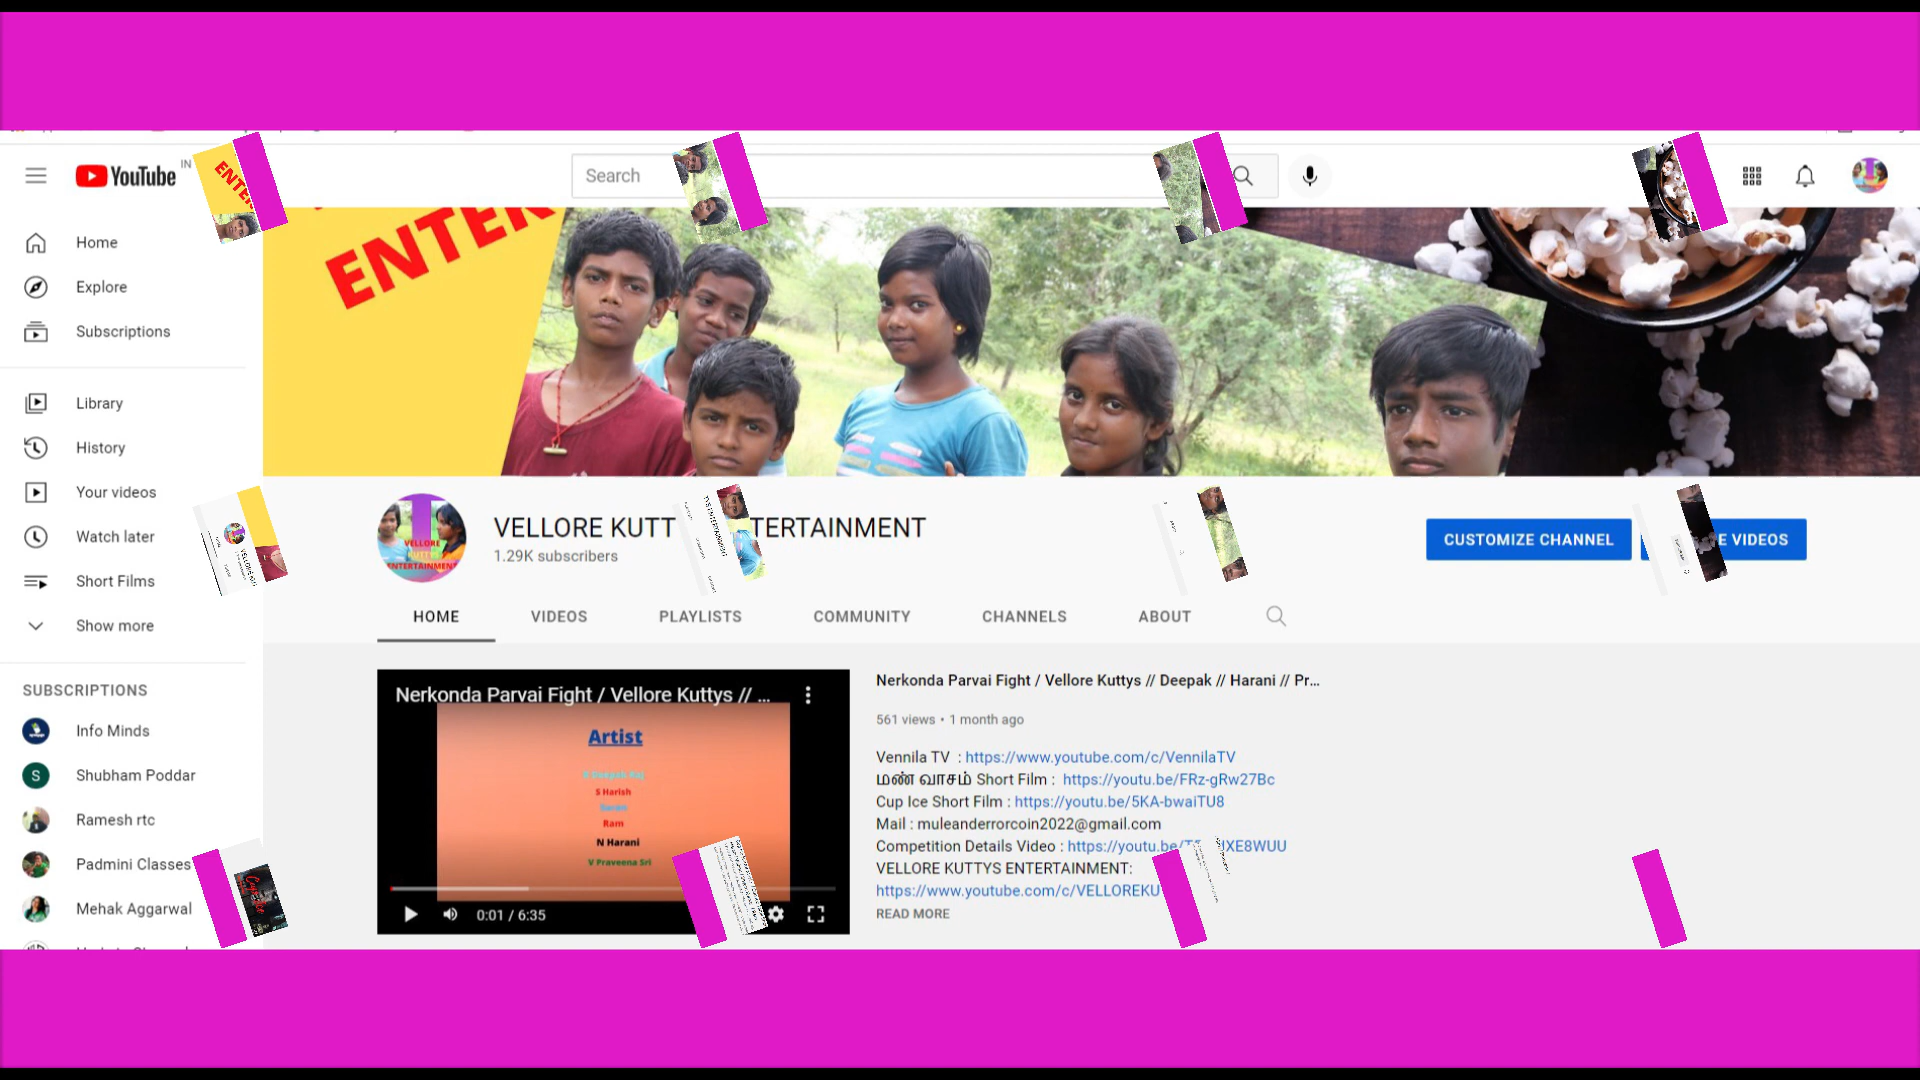 YouTube
IN
Search
Home
Explore
Subscriptions
Library
History
Your videos
Watch later
Short Films
Show more
SUBSCRIPTIONS
Info Minds
S
Shubham Poddar
Ramesh rtc
Padmini Classes
Mehak Aggarwal
ENTER
VELLORE KUTT TERTAINMENT
1.29K subscribers
VELLORE
KUTTYS
ENTERTAINMENT
CUSTOMIZE CHANNEL
E VIDEOS
HOME
VIDEOS
PLAYLISTS
COMMUNITY
CHANNELS
ABOUT
Nerkonda Parvai Fight / Vellore Kuttys // ...
Artist
S Harish
Ram
N Harani
V Praveena Sri
0:01 / 6:35
Nerkonda Parvai Fight / Vellore Kuttys // Deepak // Harani // Pr...
561 views • 1 month ago
Vennila TV : https://www.youtube.com/c/VennilaTV
மண் வாசம் Short Film : https://youtu.be/FRz-gRw27Bc
Cup Ice Short Film : https://youtu.be/5KA-bwaiTU8
Mail : muleanderrorcoin2022@gmail.com
Competition Details Video : https://youtu.be/
VELLORE KUTTYS ENTERTAINMENT:
https://www.youtube.com/c/VELLOREKU
READ MORE